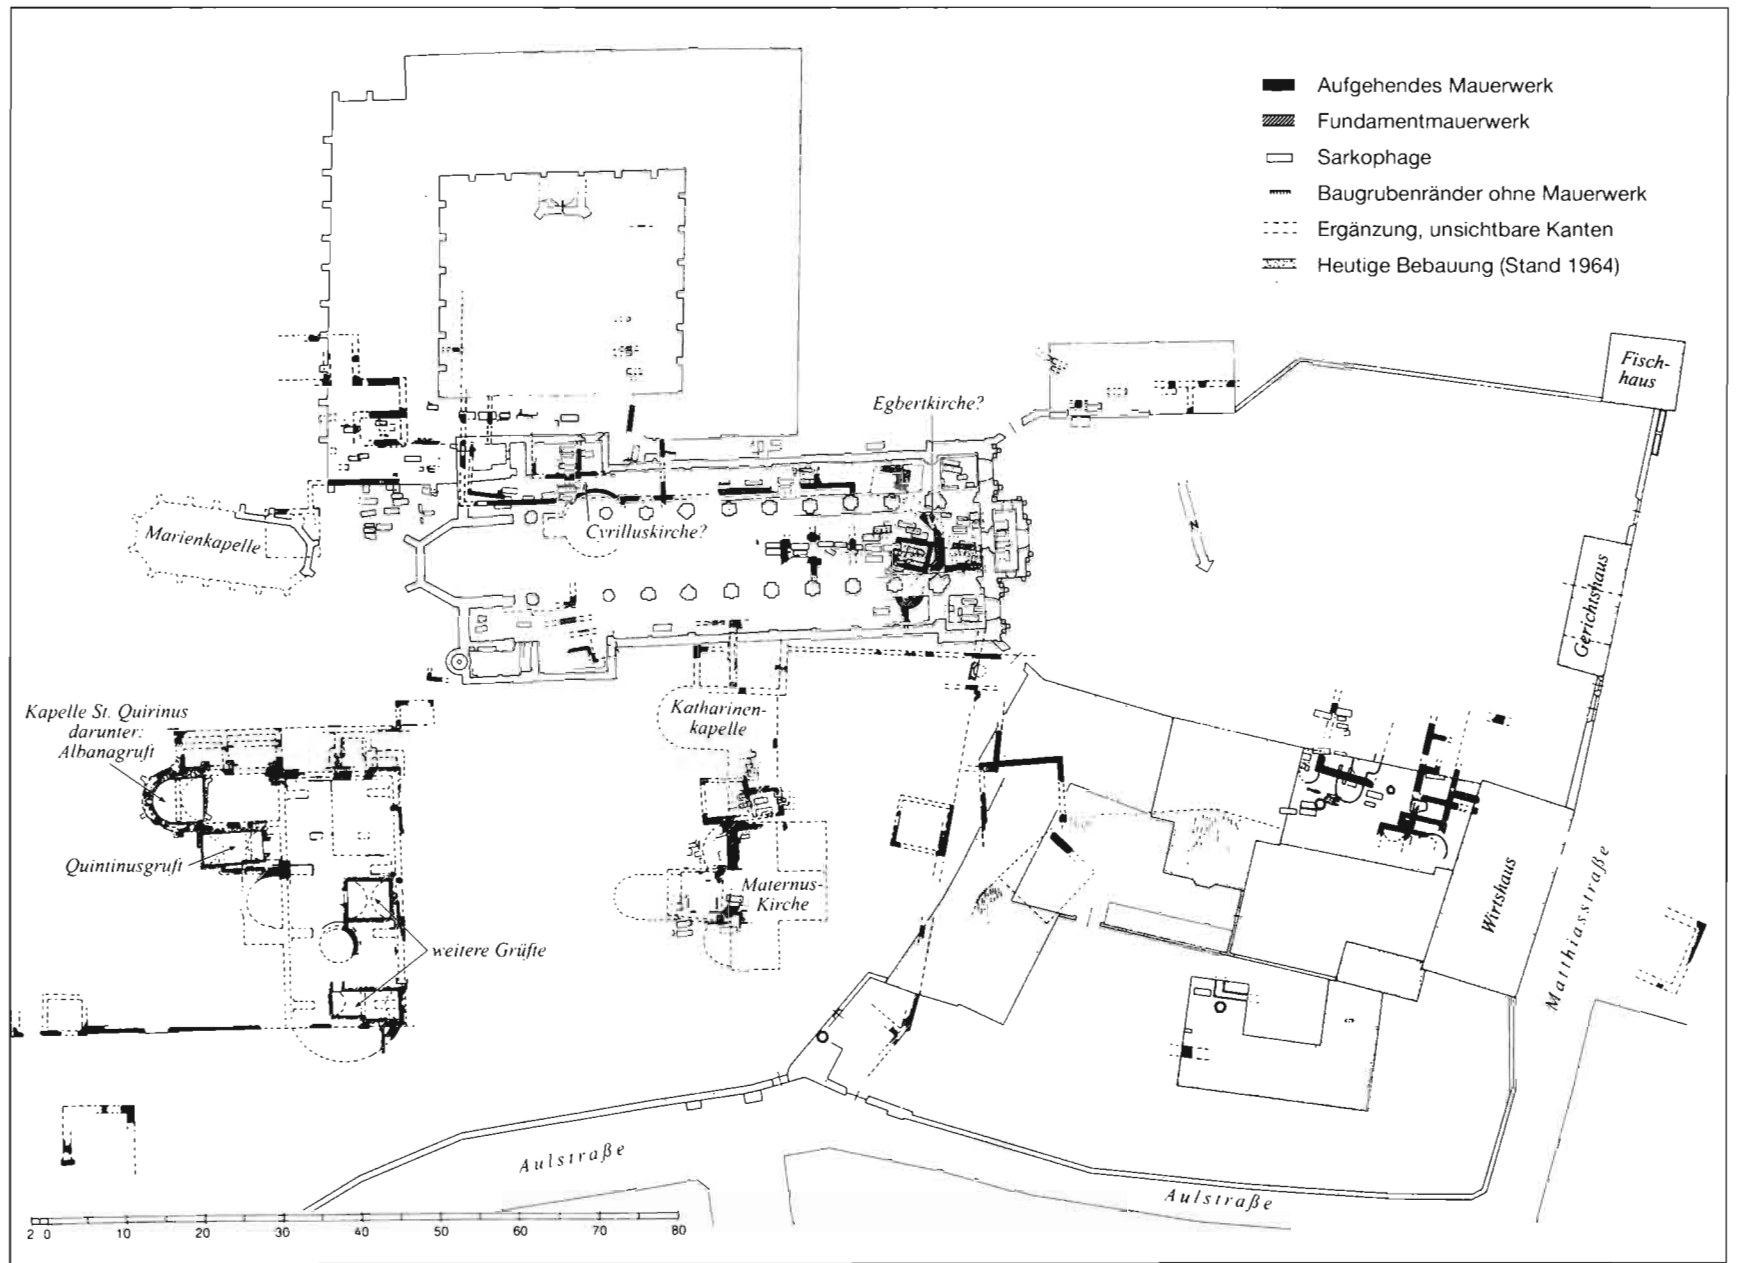 Aufgehendes Mauerwerk
Fundamentmauerwerk
Sarkophage
Baugrubenränder ohne Mauerwerk
Ergänzung, unsichtbare Kanten
Heutige Bebauung (Stand 1964)
Fisch-
haus
Egbertkirche?
Marienkapelle
Cyrilluskirche?
N
Gerichtshaus
Kapelle St. Quirinus
darunter:
Albanagruft
Katharinen-
kapelle
Quintinusgruft
Maternus-
Kirche
weitere Grüfte
Wirtshaus
Matthiasstraße
Aulstraße
Aulstraße
2 0 10 20 30 40 50 60 70 80